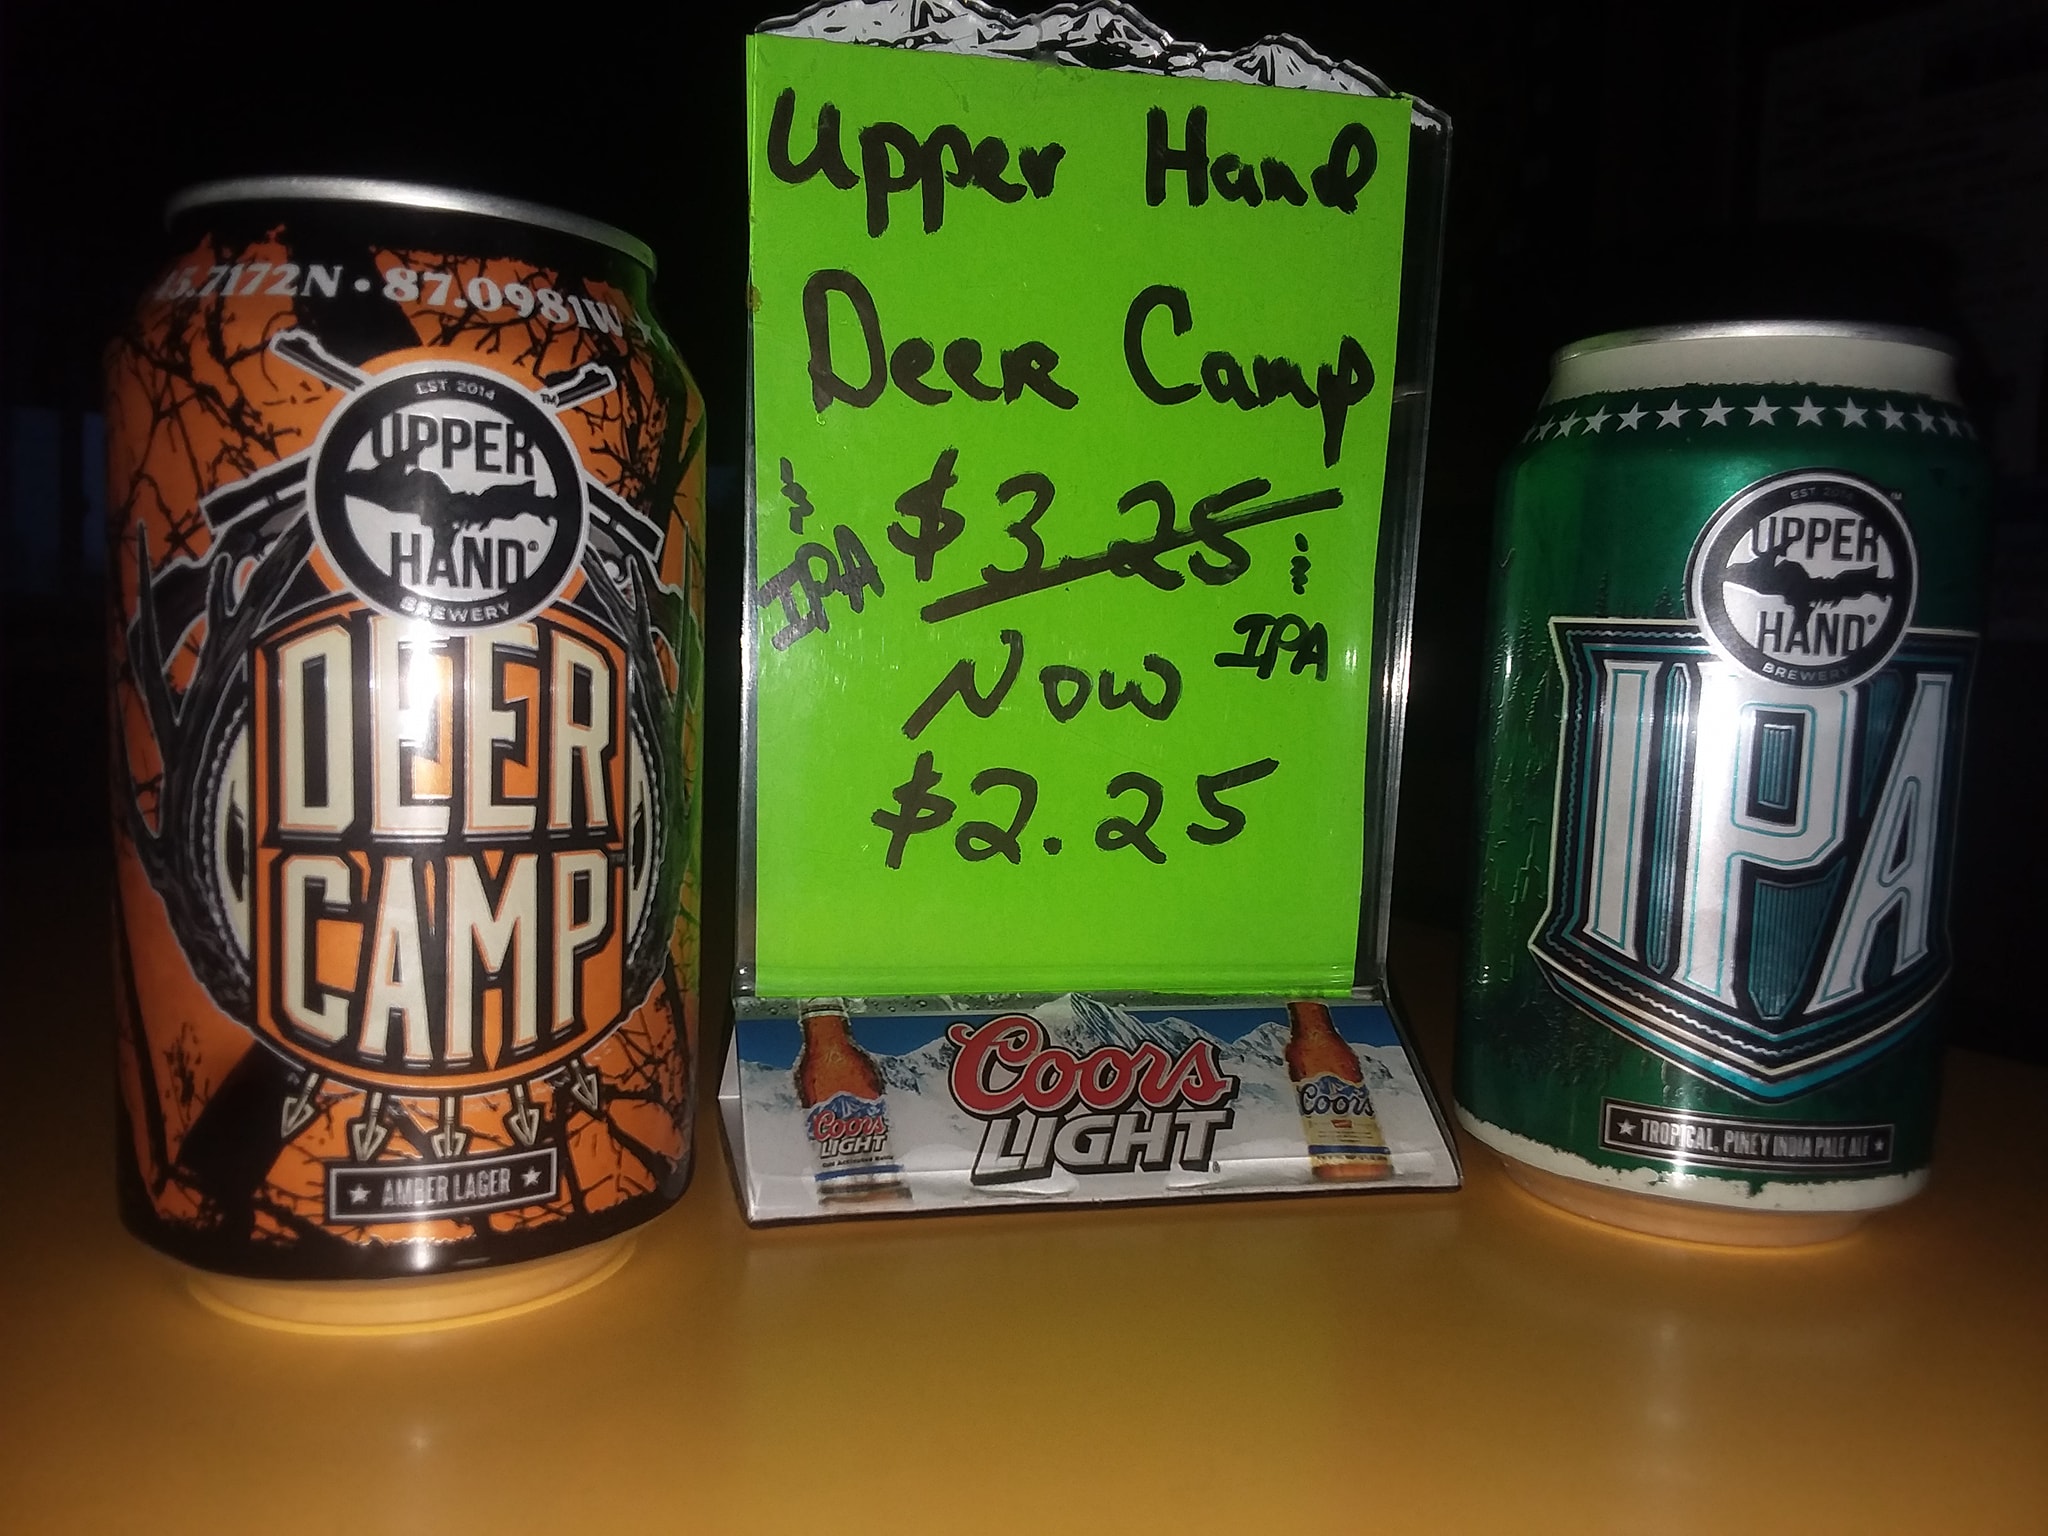 45.7172N • 87.0981W
EST. 2014
UPPER
HAND
BREWERY
DEER
CAMP
AMBER LAGER
Upper Hand
Deer Camp
$3.25
IPA
IPA
Now
$2.25
Coors
LIGHT
Coors
LIGHT
Coors
EST. 2014
UPPER
HAND
BREWERY
IPA
TROPICAL, PINEY INDIA PALE ALE